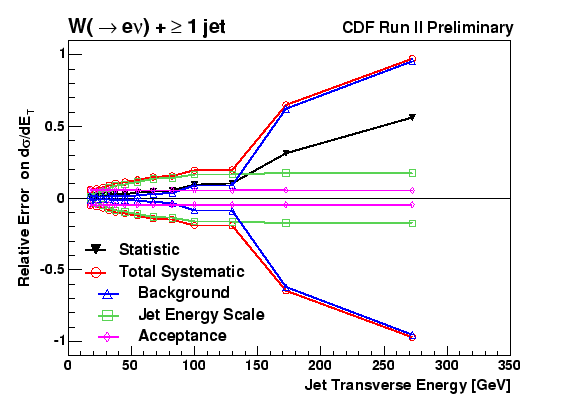 W( → eν) + ≥ 1 jet
CDF Run II Preliminary
Relative Error on dσ/dE_T
1
0.5
0
-0.5
-1
Statistic
Total Systematic
Background
Jet Energy Scale
Acceptance
0 50 100 150 200 250 300 350
Jet Transverse Energy [GeV]